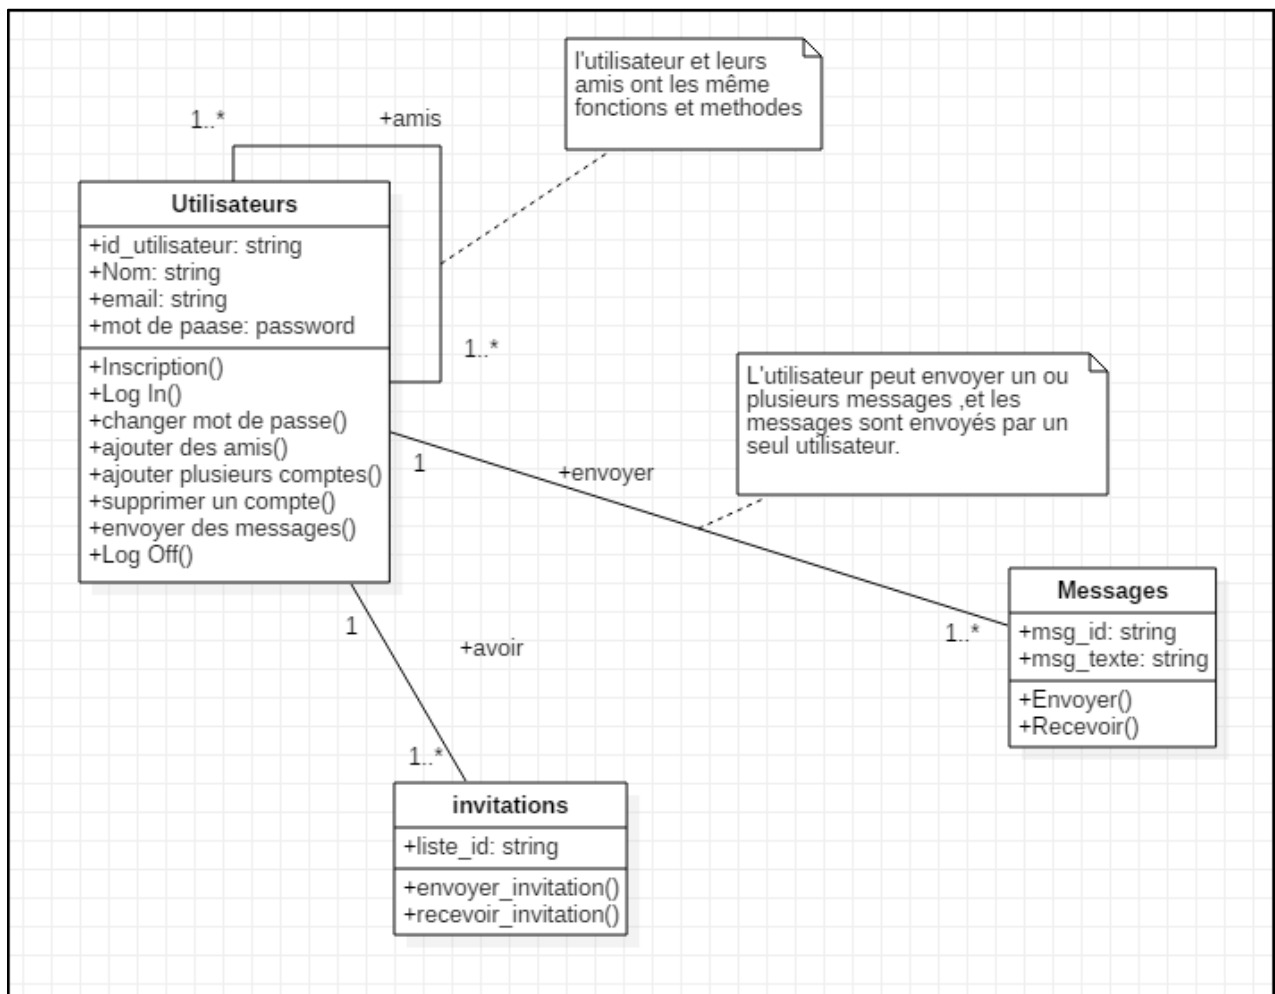 l'utilisateur et leurs
amis ont les même
fonctions et methodes
1..*
+amis
Utilisateurs
+id_utilisateur: string
+Nom: string
+email: string
+mot de paase: password
+Inscription()
+Log In()
+changer mot de passe()
+ajouter des amis()
+ajouter plusieurs comptes()
+supprimer un compte()
+envoyer des messages()
+Log Off()
1..*
L'utilisateur peut envoyer un ou
plusieurs messages ,et les
messages sont envoyés par un
seul utilisateur.
1
+envoyer
1..*
Messages
+msg_id: string
+msg_texte: string
+Envoyer()
+Recevoir()
1
+avoir
1..*
invitations
+liste_id: string
+envoyer_invitation()
+recevoir_invitation()